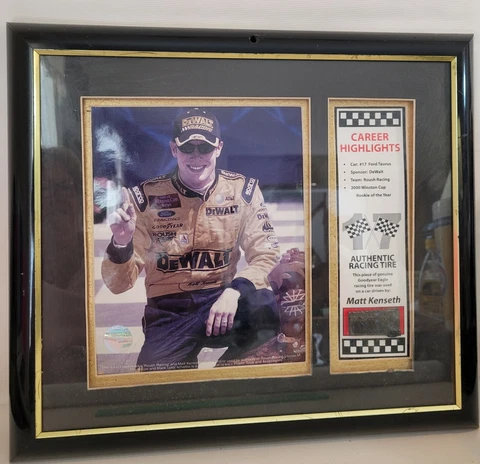 DEWALT
SPARCO
DEWALT
GOODYEAR
ROUSH
DEWALT
CAREER
HIGHLIGHTS
• Car: #17 Ford Taurus
• Sponsor: DeWalt
• Team: Roush Racing
• 2000 Winston Cup
Rookie of the Year
17
AUTHENTIC
RACING TIRE
This piece of genuine
Goodyear Eagle
racing tire was used
on a car driven by:
Matt Kenseth